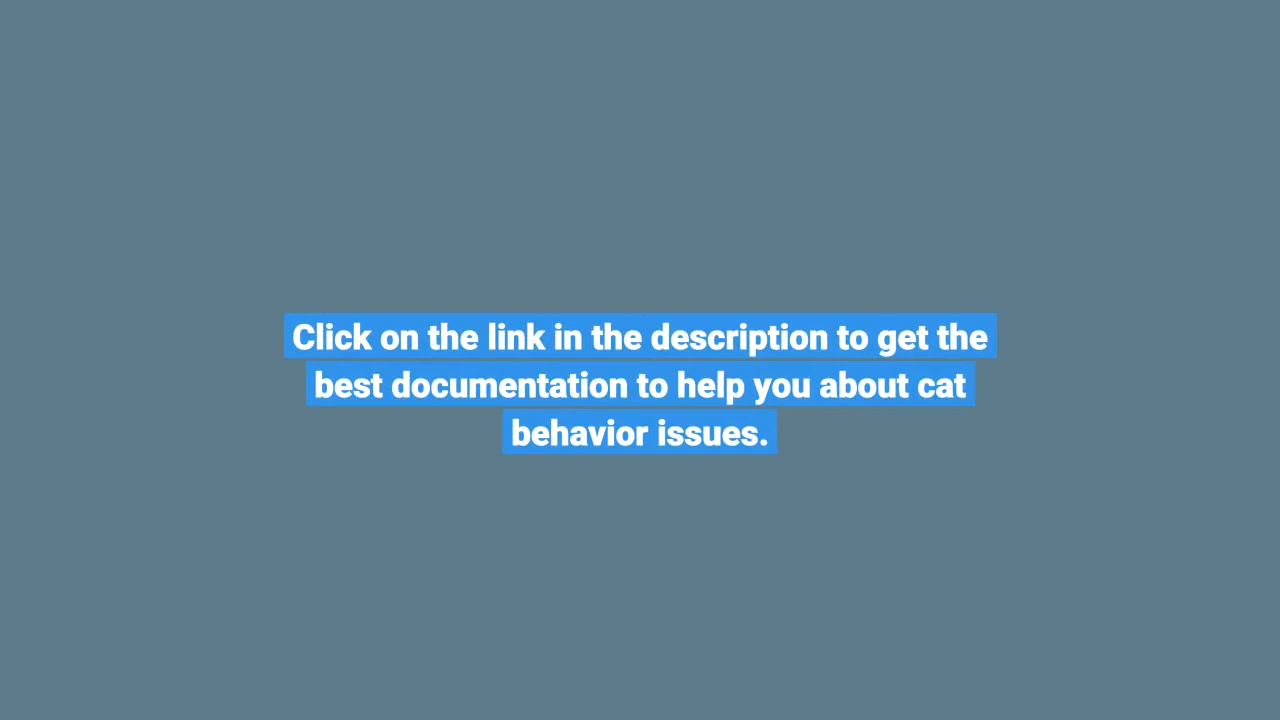 Click on the link in the description to get the
best documentation to help you about cat
behavior issues.